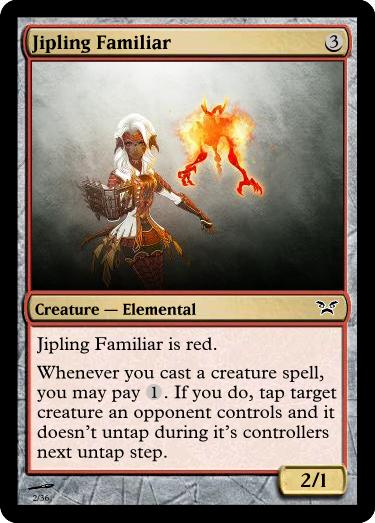 Jipling Familiar 3
Creature — Elemental
Jipling Familiar is red.
Whenever you cast a creature spell,
you may pay 1. If you do, tap target
creature an opponent controls and it
doesn't untap during it's controllers
next untap step.
2/1
2/36